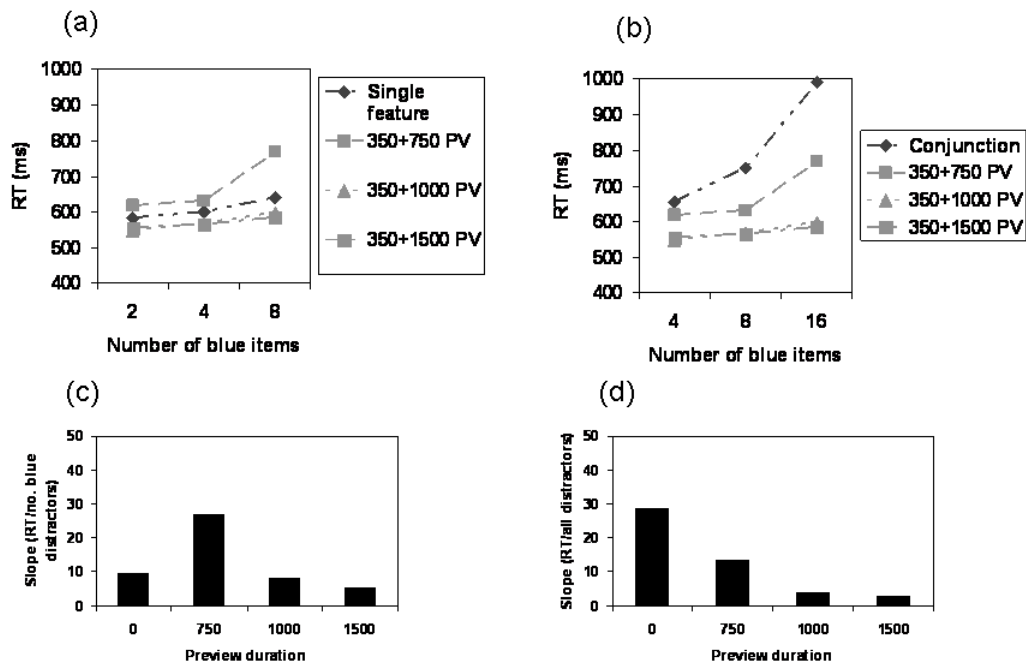 (a)
1000
900
800
700
600
500
400
RT (ms)
2 4 8
Number of blue items
Single
feature
350+750 PV
350+1000 PV
350+1500 PV
(b)
1000
900
800
700
600
500
400
RT (ms)
4 8 16
Number of blue items
Conjunction
350+750 PV
350+1000 PV
350+1500 PV
(c)
50
40
30
20
10
0
Slope (RT/no. blue
distractors)
0 750 1000 1500
Preview duration
(d)
50
40
30
20
10
0
Slope (RT/all distractors)
0 750 1000 1500
Preview duration